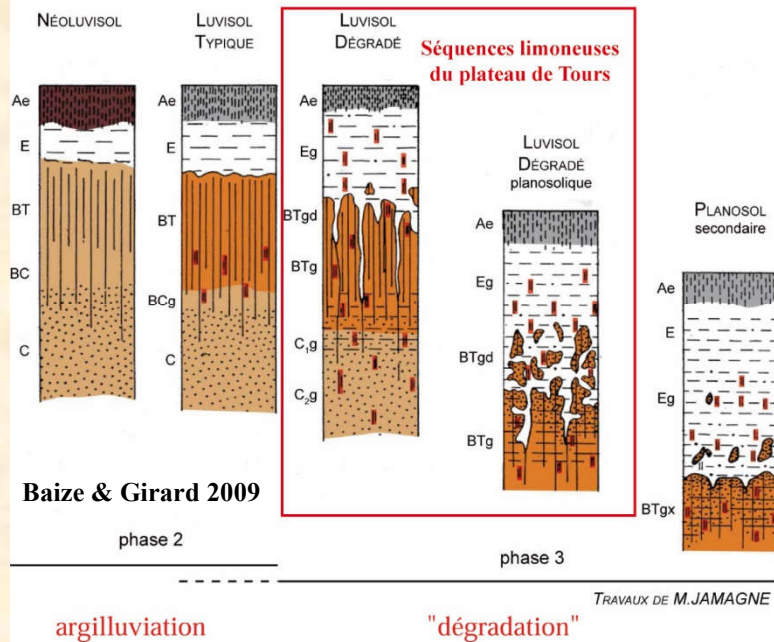 NÉOLUVISOL
Ae
E
BT
BC
C
LUVISOL
TYPIQUE
Ae
E
BT
BCg
C
LUVISOL
DÉGRADÉ
Ae
Eg
BTgd
BTg
C₁g
C₂g
Séquences limoneuses
du plateau de Tours
LUVISOL
DÉGRADÉ
planosolique
Ae
Eg
BTgd
BTg
PLANOSOL
secondaire
Ae
E
Eg
BTgx
Baize & Girard 2009
phase 2
phase 3
TRAVAUX DE M.JAMAGNE
argilluviation
"dégradation"